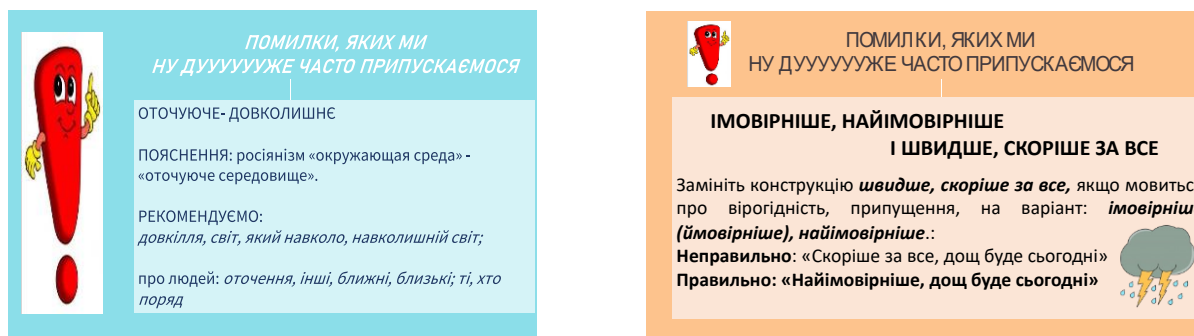 ПОМИЛКИ, ЯКИХ МИ
НУ ДУУУУУУЖЕ ЧАСТО ПРИПУСКАЄМОСЯ
ОТОЧУЮЧЕ- ДОВКОЛИШНЄ
ПОЯСНЕННЯ: росіянізм «окружающая среда» -
«оточуюче середовище».
РЕКОМЕНДУЄМО:
довкілля, світ, який навколо, навколишній світ;
про людей: оточення, інші, ближні, близькі; ті, хто
поряд
ПОМИЛКИ, ЯКИХ МИ
НУ ДУУУУУУЖЕ ЧАСТО ПРИПУСКАЄМОСЯ
ІМОВІРНІШЕ, НАЙІМОВІРНІШЕ
І ШВИДШЕ, СКОРІШЕ ЗА ВСЕ
Замініть конструкцію швидше, скоріше за все, якщо мовитьс
про вірогідність, припущення, на варіант: імовірніш
(ймовірніше), найімовірніше.:
Неправильно: «Скоріше за все, дощ буде сьогодні»
Правильно: «Найімовірніше, дощ буде сьогодні»